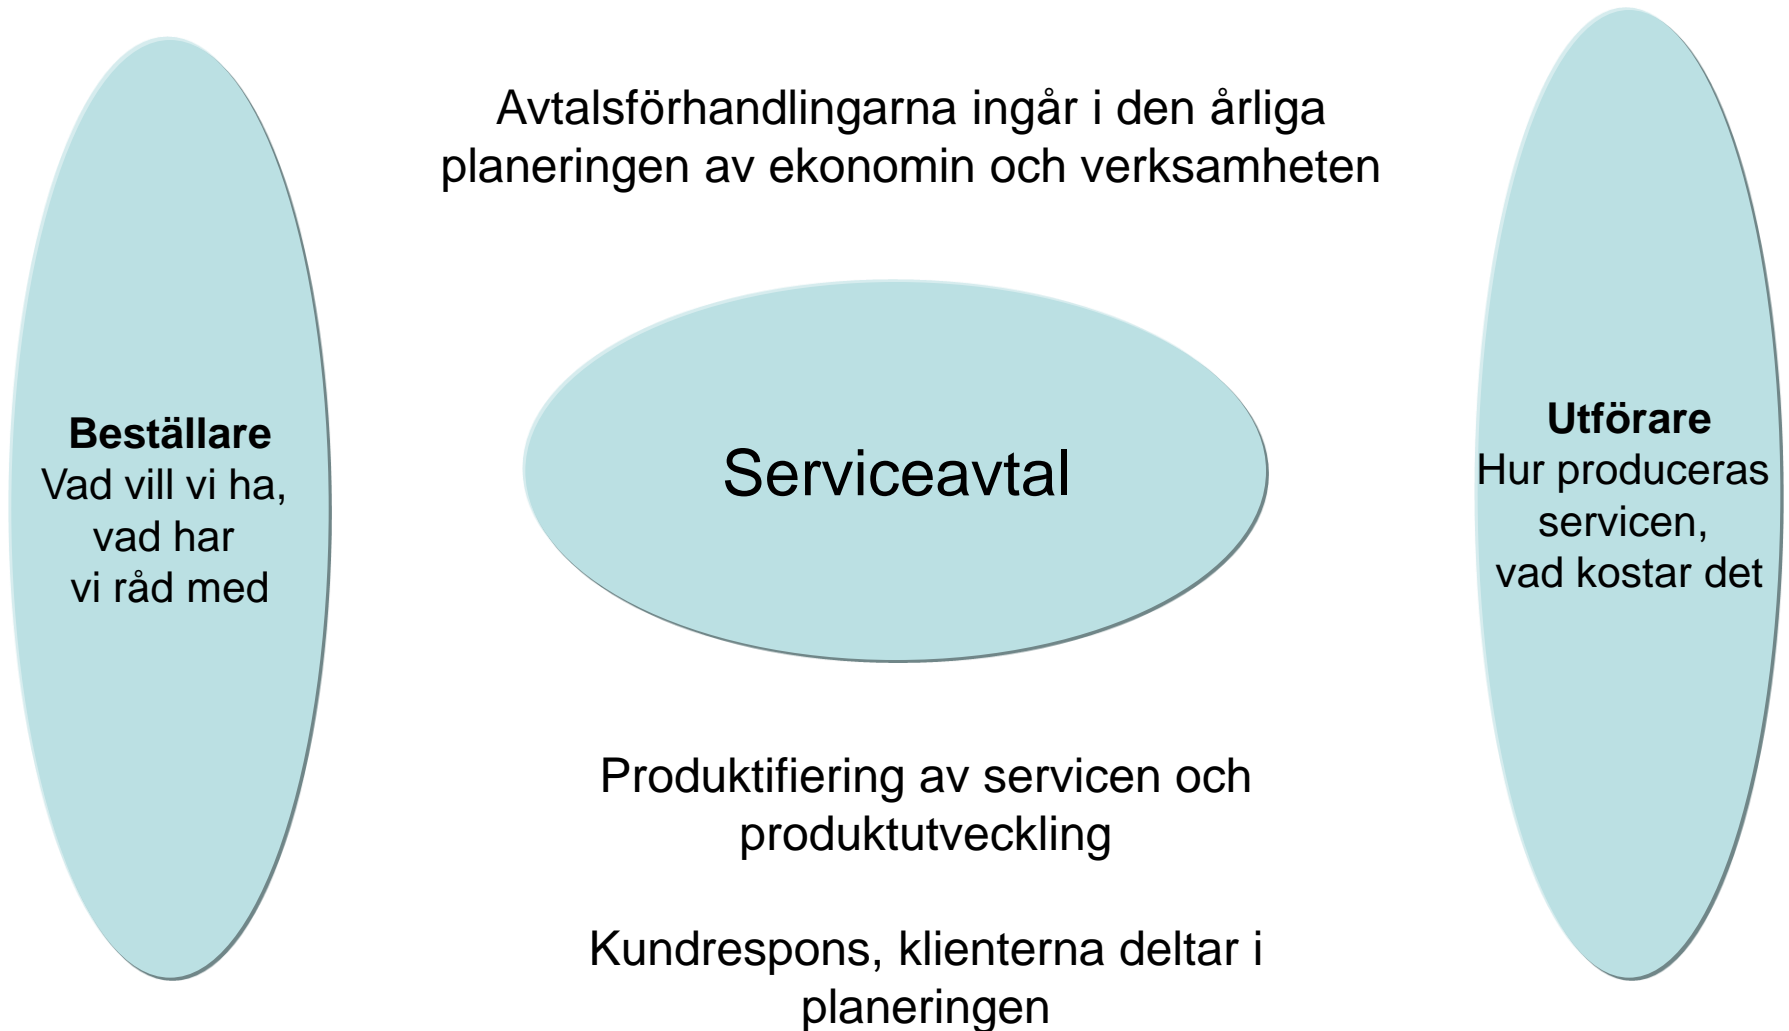 Avtalsförhandlingarna ingår i den årliga
planeringen av ekonomin och verksamheten
Beställare
Vad vill vi ha,
vad har
vi råd med
Serviceavtal
Utförare
Hur produceras
servicen,
vad kostar det
Produktifiering av servicen och
produktutveckling
Kundrespons, klienterna deltar i
planeringen